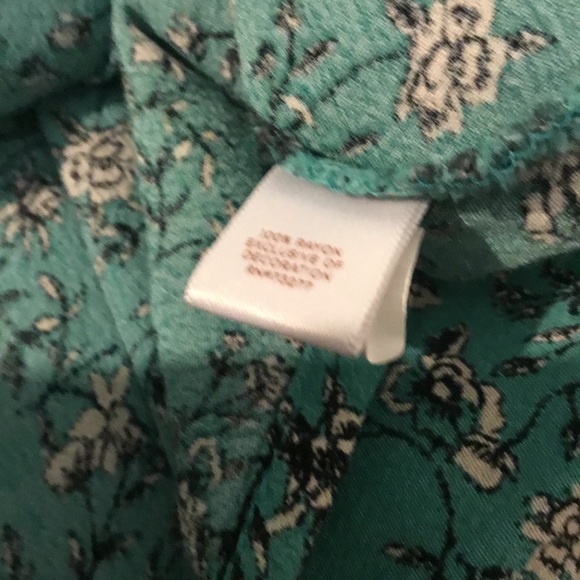 100% RAYON
EXCLUSIVE OF
DECORATION